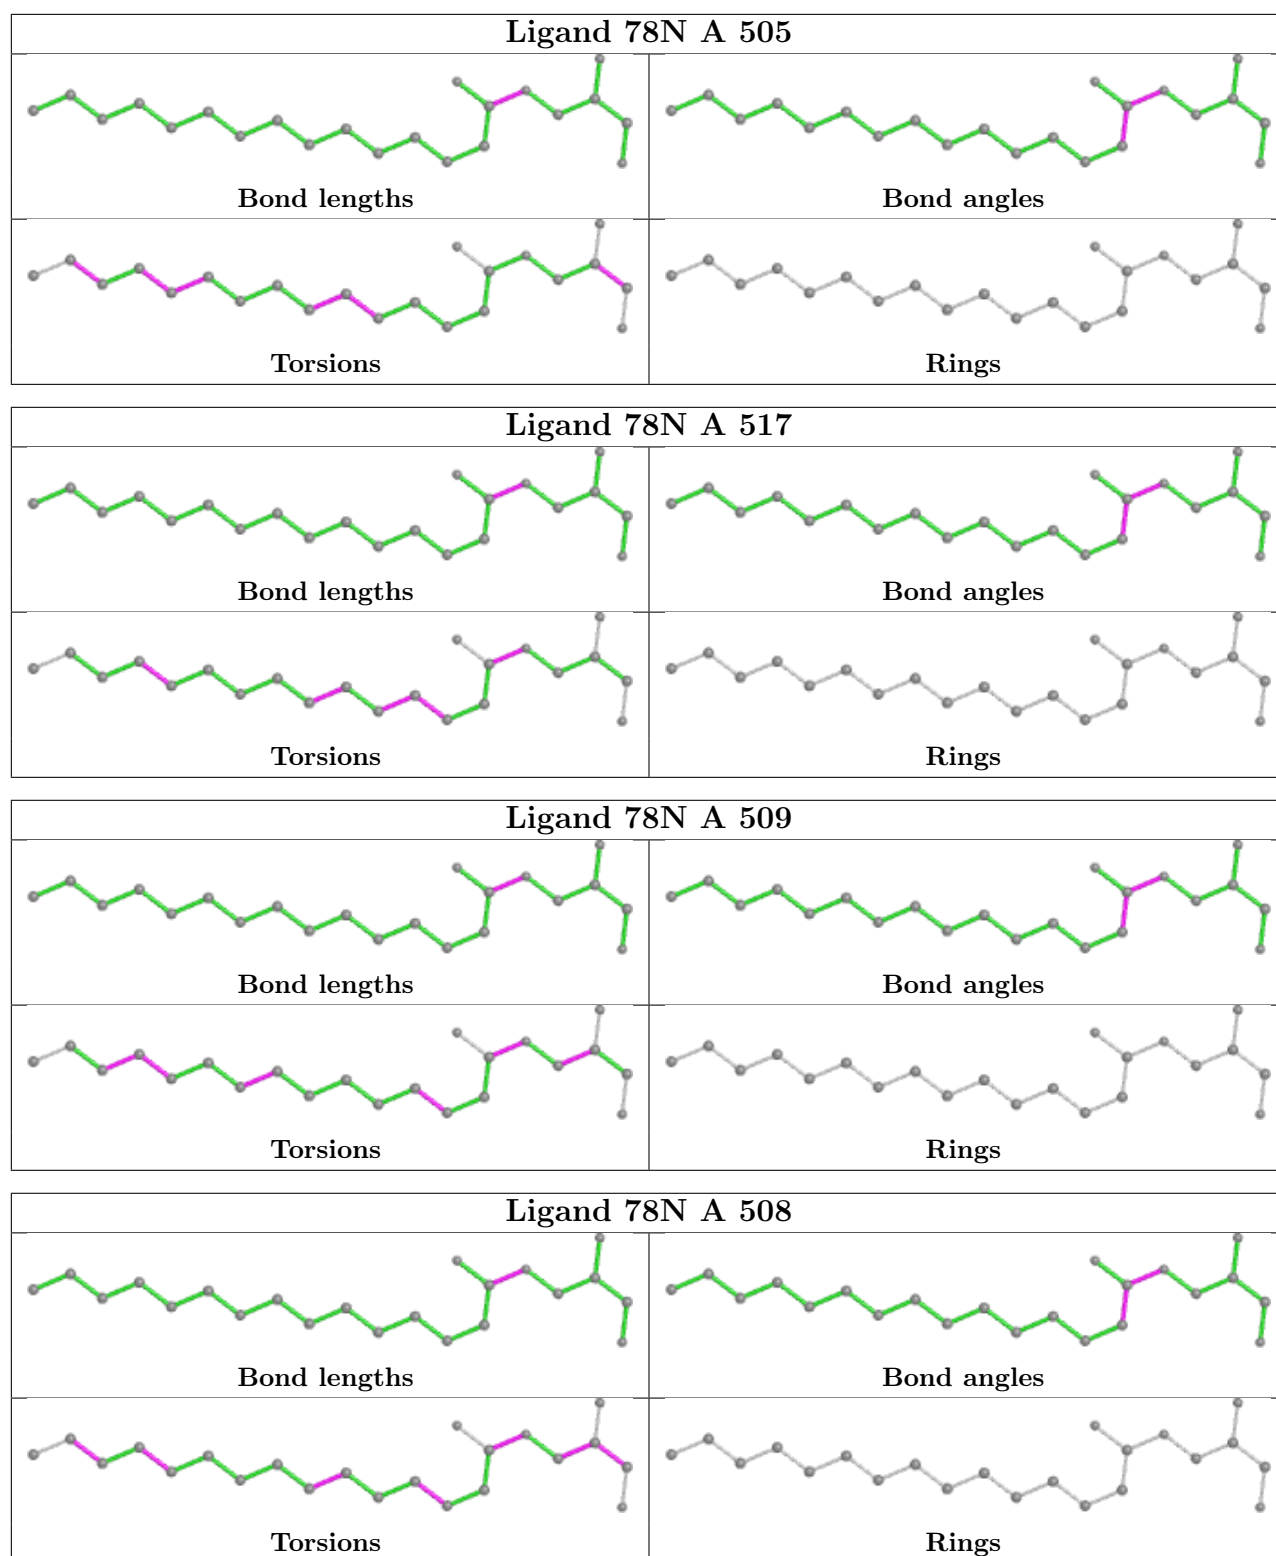 Ligand 78N A 505
Bond lengths Bond angles
Torsions Rings
Ligand 78N A 517
Bond lengths Bond angles
Torsions Rings
Ligand 78N A 509
Bond lengths Bond angles
Torsions Rings
Ligand 78N A 508
Bond lengths Bond angles
Torsions Rings